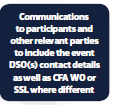 Communications
to participants and
other relevant parties
to include the event
DSO(s) contact details
as well as CFA WO or
SSL where different